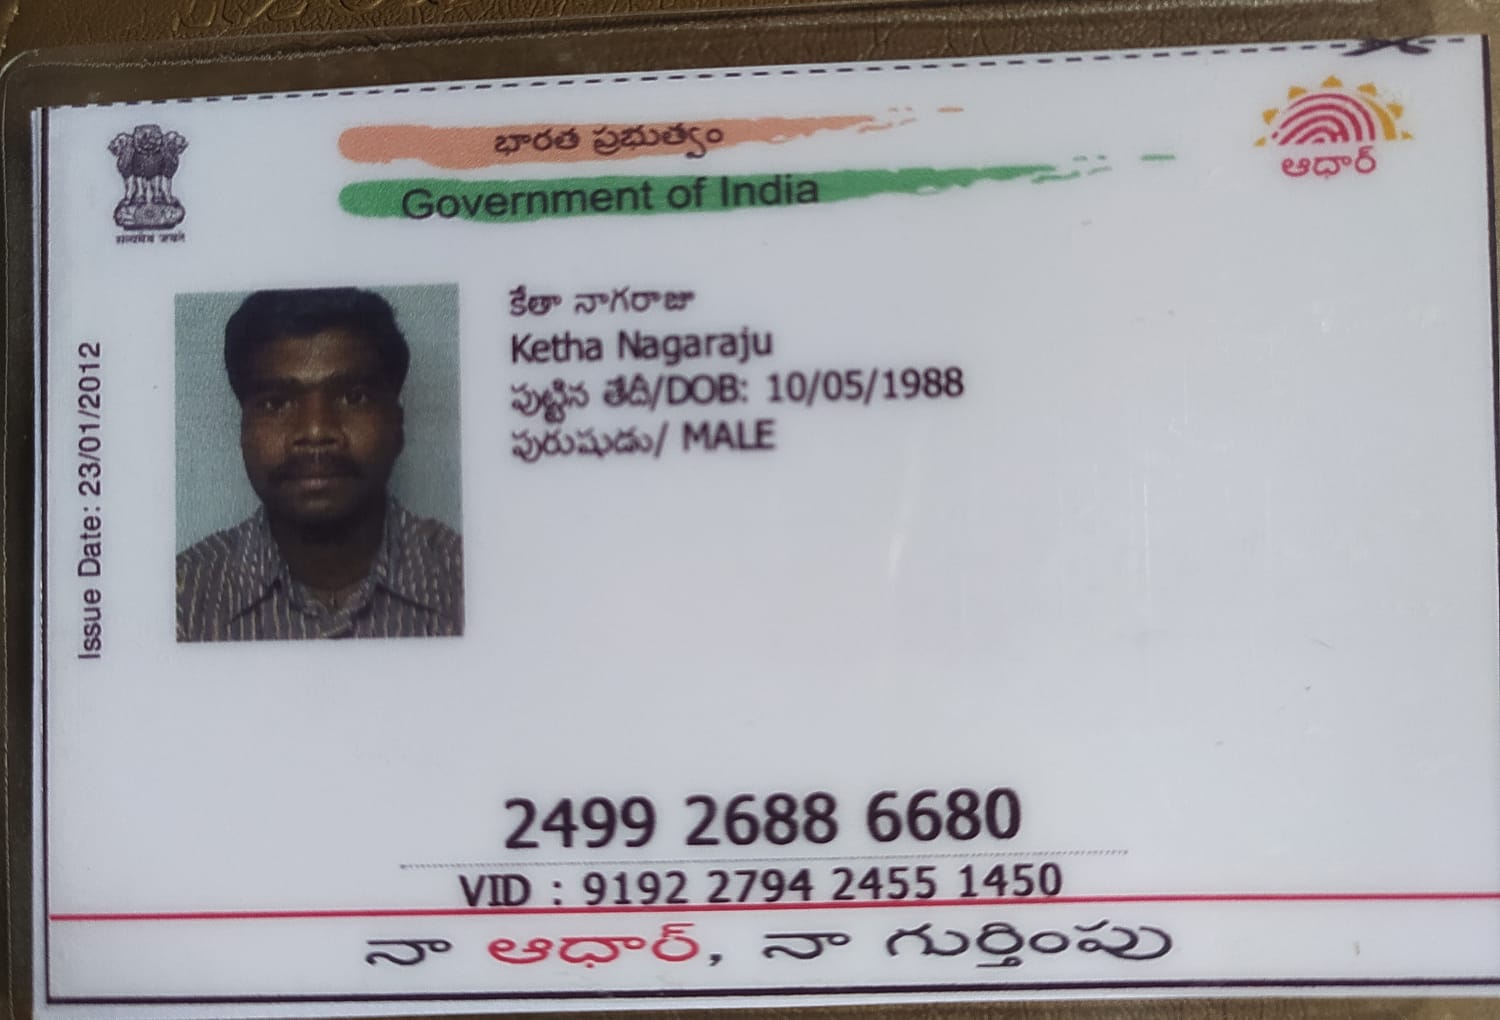 భారత ప్రభుత్వం
Government of India
ఆధార్
सत्यमेव जयते
Issue Date: 23/01/2012
కేతా నాగరాజు
Ketha Nagaraju
పుట్టిన తేదీ/DOB: 10/05/1988
పురుషుడు/ MALE
2499 2688 6680
VID : 9192 2794 2455 1450
నా ఆధార్, నా గుర్తింపు